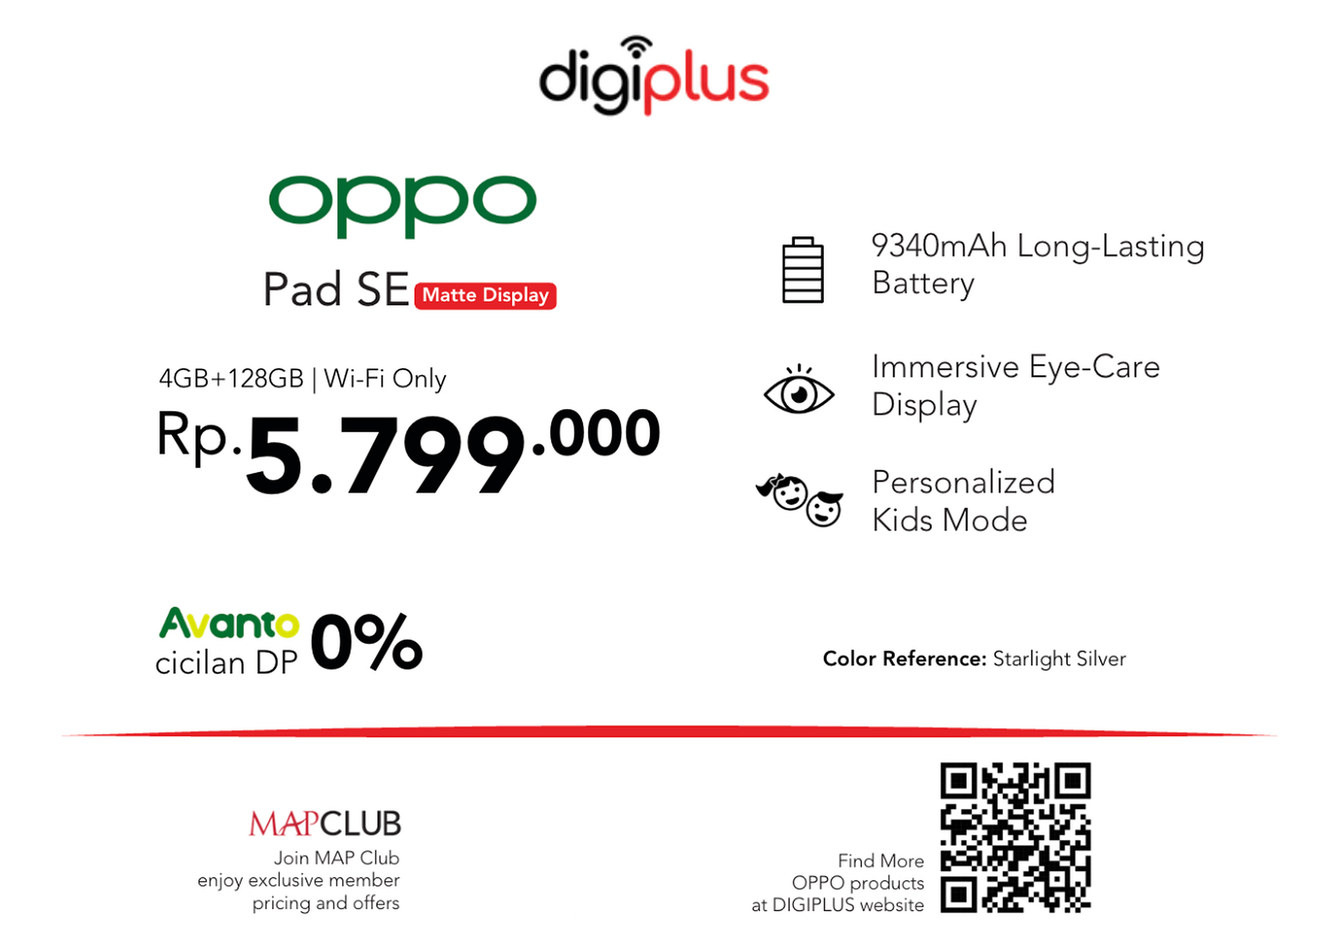 digiplus
oppo
Pad SE Matte Display
4GB+128GB | Wi-Fi Only
Rp.5.799.000
Avanto
cicilan DP 0%
9340mAh Long-Lasting
Battery
Immersive Eye-Care
Display
Personalized
Kids Mode
Color Reference: Starlight Silver
MAPCLUB
Join MAP Club
enjoy exclusive member
pricing and offers
Find More
OPPO products
at DIGIPLUS website